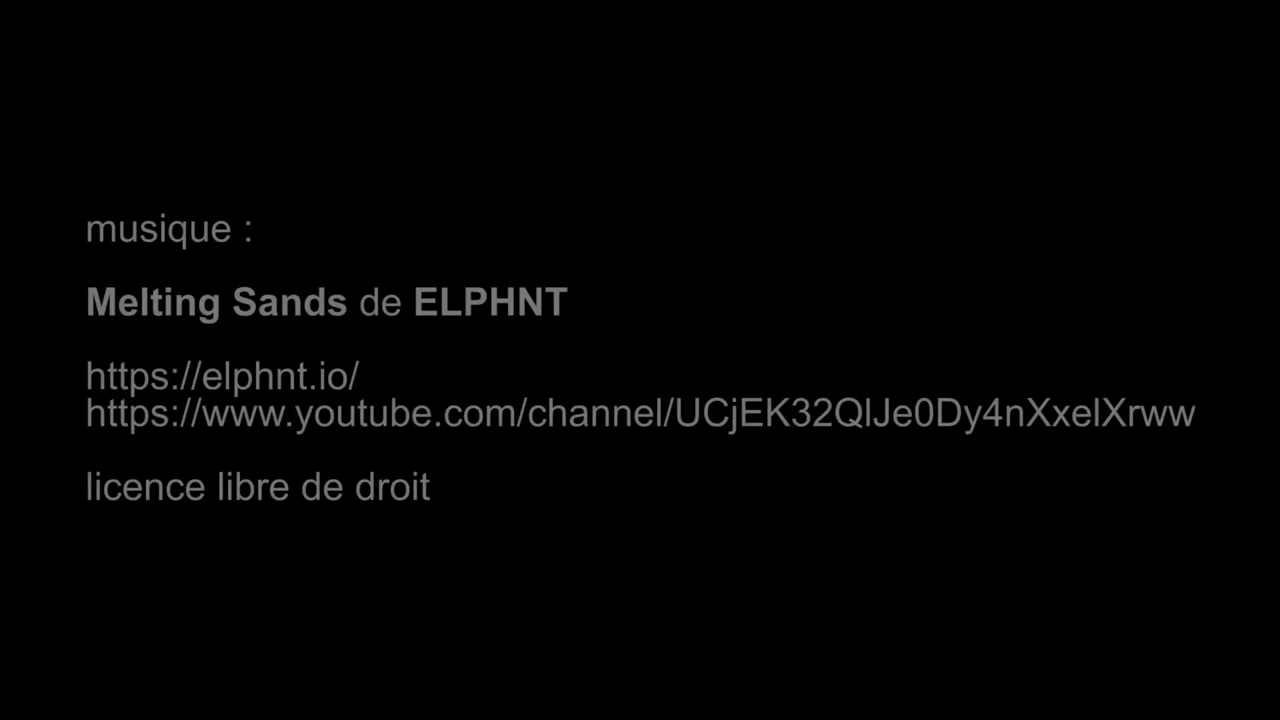 musique :
Melting Sands de ELPHNT
https://elphnt.io/
https://www.youtube.com/channel/UCjEK32QlJe0Dy4nXxelXrww
licence libre de droit